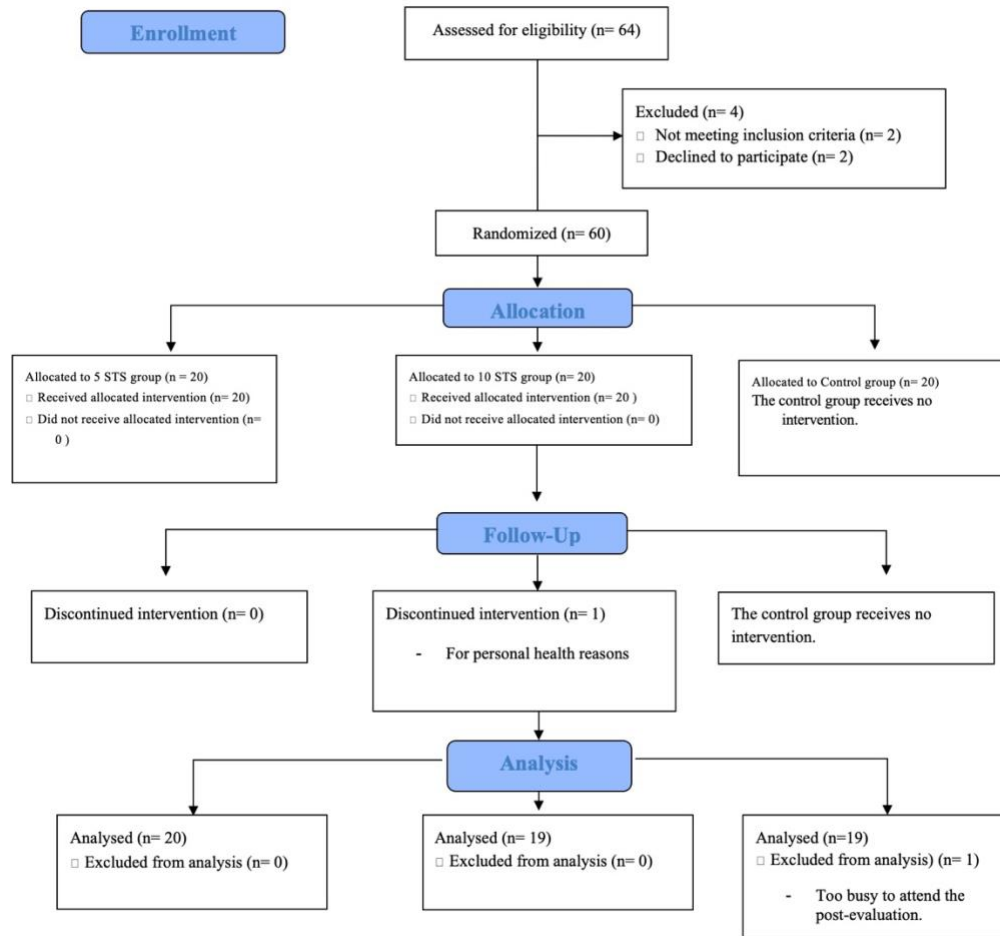 Enrollment
Assessed for eligibility (n= 64)
Excluded (n= 4)
□ Not meeting inclusion criteria (n= 2)
□ Declined to participate (n= 2)
Randomized (n= 60)
Allocation
Allocated to 5 STS group (n = 20)
□ Received allocated intervention (n= 20)
□ Did not receive allocated intervention (n=
0 )
Allocated to 10 STS group (n= 20)
□ Received allocated intervention (n= 20 )
□ Did not receive allocated intervention (n= 0)
Allocated to Control group (n= 20)
The control group receives no
intervention.
Follow-Up
Discontinued intervention (n= 0)
Discontinued intervention (n= 1)
- For personal health reasons
The control group receives no
intervention.
Analysis
Analysed (n= 20)
□ Excluded from analysis (n= 0)
Analysed (n= 19)
□ Excluded from analysis (n= 0)
Analysed (n=19)
□ Excluded from analysis) (n= 1)
- Too busy to attend the
post-evaluation.